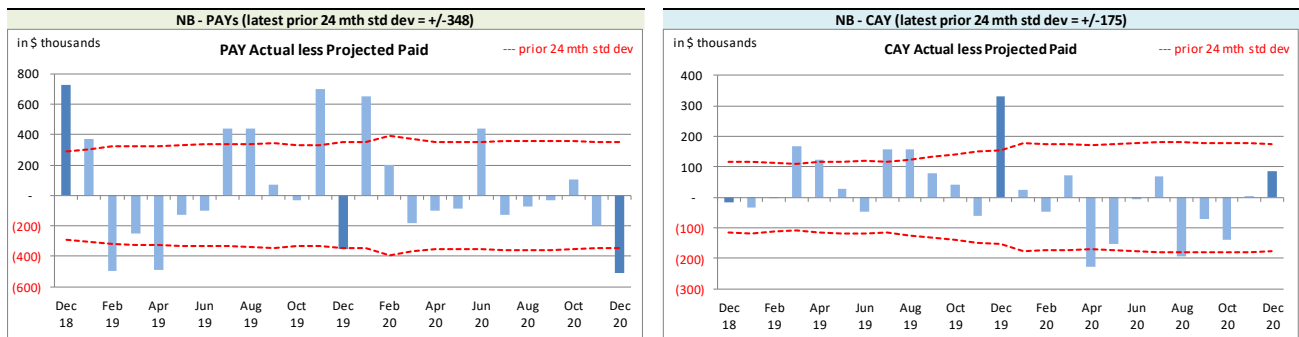 NB - PAYs (latest prior 24 mth std dev = +/-348)
in $ thousands
PAY Actual less Projected Paid
--- prior 24 mth std dev
800
600
400
200
-
(200)
(400)
(600)
Dec Feb Apr Jun Aug Oct Dec Feb Apr Jun Aug Oct Dec
18 19 19 19 19 19 19 20 20 20 20 20 20
NB - CAY (latest prior 24 mth std dev = +/-175)
in $ thousands
CAY Actual less Projected Paid
--- prior 24 mth std dev
400
300
200
100
-
(100)
(200)
(300)
Dec Feb Apr Jun Aug Oct Dec Feb Apr Jun Aug Oct Dec
18 19 19 19 19 19 19 20 20 20 20 20 20